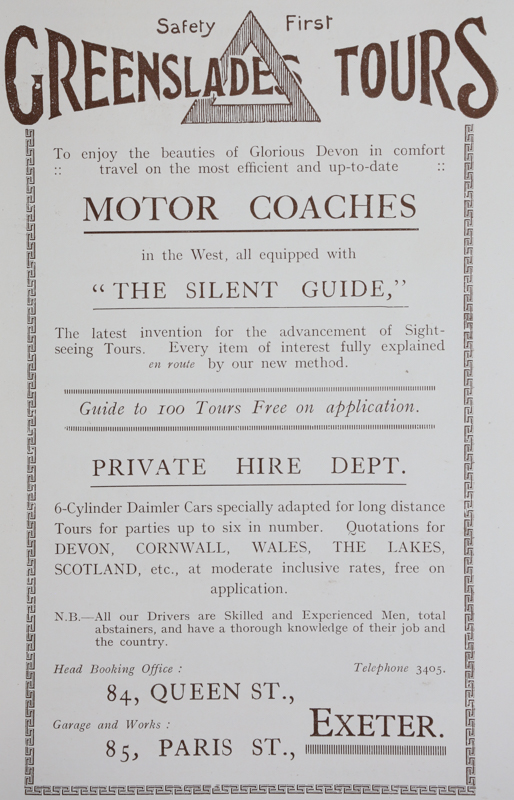 Safety First
GREENSLADES TOURS
To enjoy the beauties of Glorious Devon in comfort
:: travel on the most efficient and up-to-date ::
MOTOR COACHES
in the West, all equipped with
“THE SILENT GUIDE,”
The latest invention for the advancement of Sight-
seeing Tours. Every item of interest fully explained
en route by our new method.
Guide to 100 Tours Free on application.
PRIVATE HIRE DEPT.
6-Cylinder Daimler Cars specially adapted for long distance
Tours for parties up to six in number. Quotations for
DEVON, CORNWALL, WALES, THE LAKES,
SCOTLAND, etc., at moderate inclusive rates, free on
application.
N.B.—All our Drivers are Skilled and Experienced Men, total
abstainers, and have a thorough knowledge of their job and
the country.
Head Booking Office : Telephone 3405.
84, QUEEN ST.,
Garage and Works :
85, PARIS ST., EXETER.